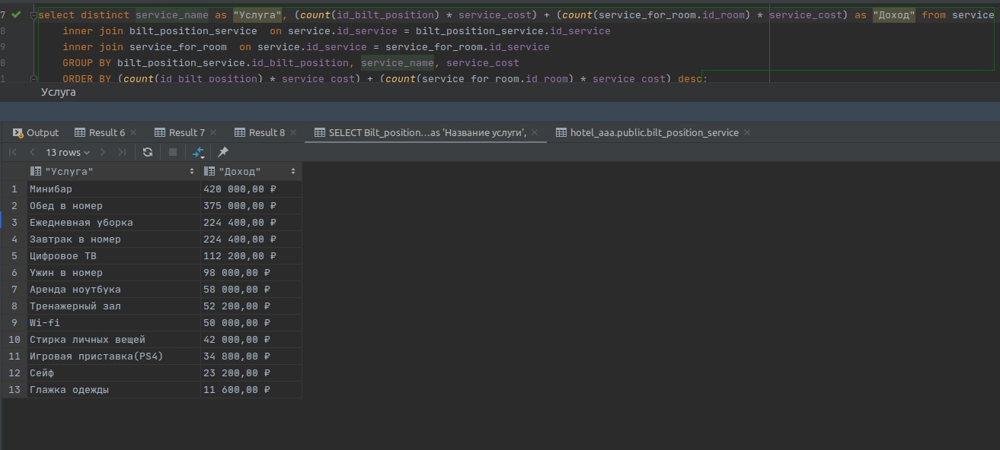 7 select distinct service_name as "Услуга", (count(id_bilt_position) * service_cost) + (count(service_for_room.id_room) * service_cost) as "Доход" from service
8 inner join bilt_position_service on service.id_service = bilt_position_service.id_service
9 inner join service_for_room on service.id_service = service_for_room.id_service
0 GROUP BY bilt_position_service.id_bilt_position, service_name, service_cost
1 ORDER BY (count(id_bilt_position) * service_cost) + (count(service_for_room.id_room) * service_cost) desc;
Услуга
Output Result 6 Result 7 Result 8 SELECT Bilt_position...as 'Название услуги', hotel_aaa.public.bilt_position_service
13 rows
"Услуга" "Доход"
1 Минибар 420 000,00 ₽
2 Обед в номер 375 000,00 ₽
3 Ежедневная уборка 224 400,00 ₽
4 Завтрак в номер 224 400,00 ₽
5 Цифровое ТВ 112 200,00 ₽
6 Ужин в номер 98 000,00 ₽
7 Аренда ноутбука 58 000,00 ₽
8 Тренажерный зал 52 200,00 ₽
9 Wi-fi 50 000,00 ₽
10 Стирка личных вещей 42 000,00 ₽
11 Игровая приставка(PS4) 34 800,00 ₽
12 Сейф 23 200,00 ₽
13 Глажка одежды 11 600,00 ₽